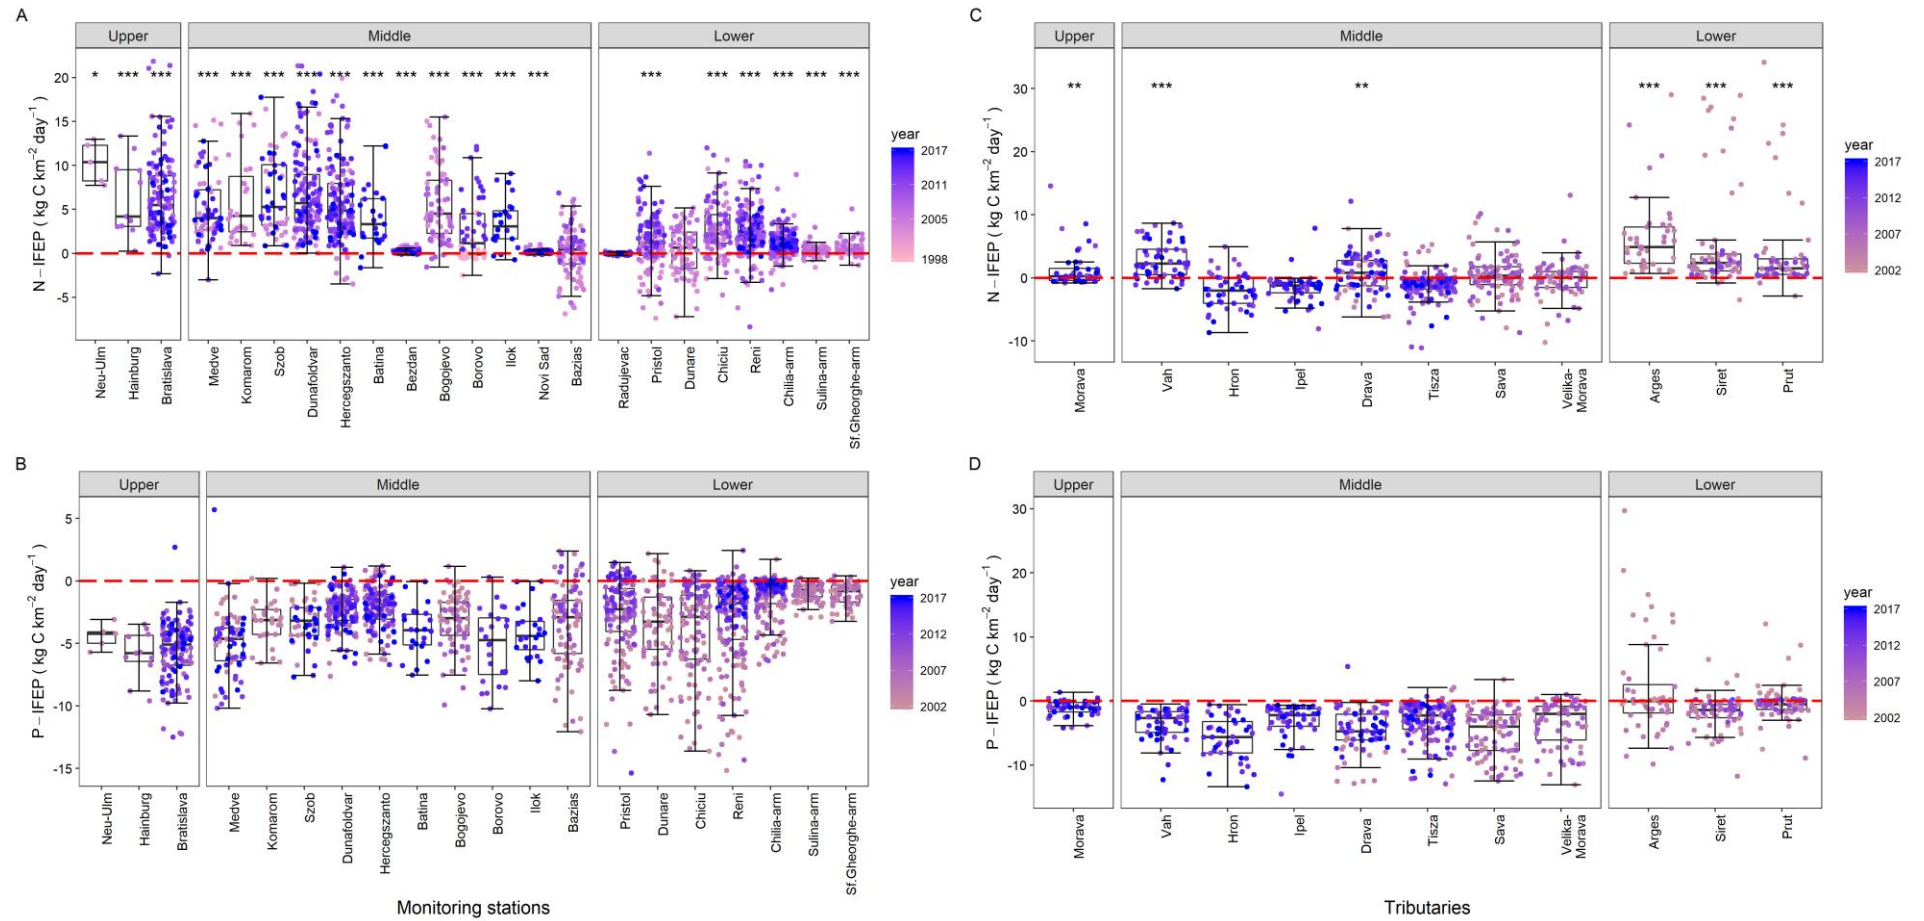 A
Upper Middle Lower
* *** *** *** *** *** *** *** *** *** *** *** *** *** *** *** *** *** *** ***
20
15
10
5
0
-5
N – IFEP ( kg C km⁻² day⁻¹ )
Neu-Ulm Hainburg Bratislava Medve Komarom Szob Dunafoldvar Hercegszanto Batina Bezdan Bogojevo Borovo Ilok Novi Sad Bazias Radujevac Pristol Dunare Chiciu Reni Chilia-arm Sulina-arm Sf.Gheorghe-arm
year
2017
2011
2005
1998
B
Upper Middle Lower
5
0
-5
-10
-15
P – IFEP ( kg C km⁻² day⁻¹ )
Neu-Ulm Hainburg Bratislava Medve Komarom Szob Dunafoldvar Hercegszanto Batina Bogojevo Borovo Ilok Bazias Pristol Dunare Chiciu Reni Chilia-arm Sulina-arm Sf.Gheorghe-arm
year
2017
2012
2007
2002
Monitoring stations
C
Upper Middle Lower
** *** ** *** *** ***
30
20
10
0
-10
N – IFEP ( kg C km⁻² day⁻¹ )
Morava Vah Hron Ipel Drava Tisza Sava Velika-
Morava Arges Siret Prut
year
2017
2012
2007
2002
D
Upper Middle Lower
30
20
10
0
-10
P – IFEP ( kg C km⁻² day⁻¹ )
Morava Vah Hron Ipel Drava Tisza Sava Velika-
Morava Arges Siret Prut
year
2017
2012
2007
2002
Tributaries